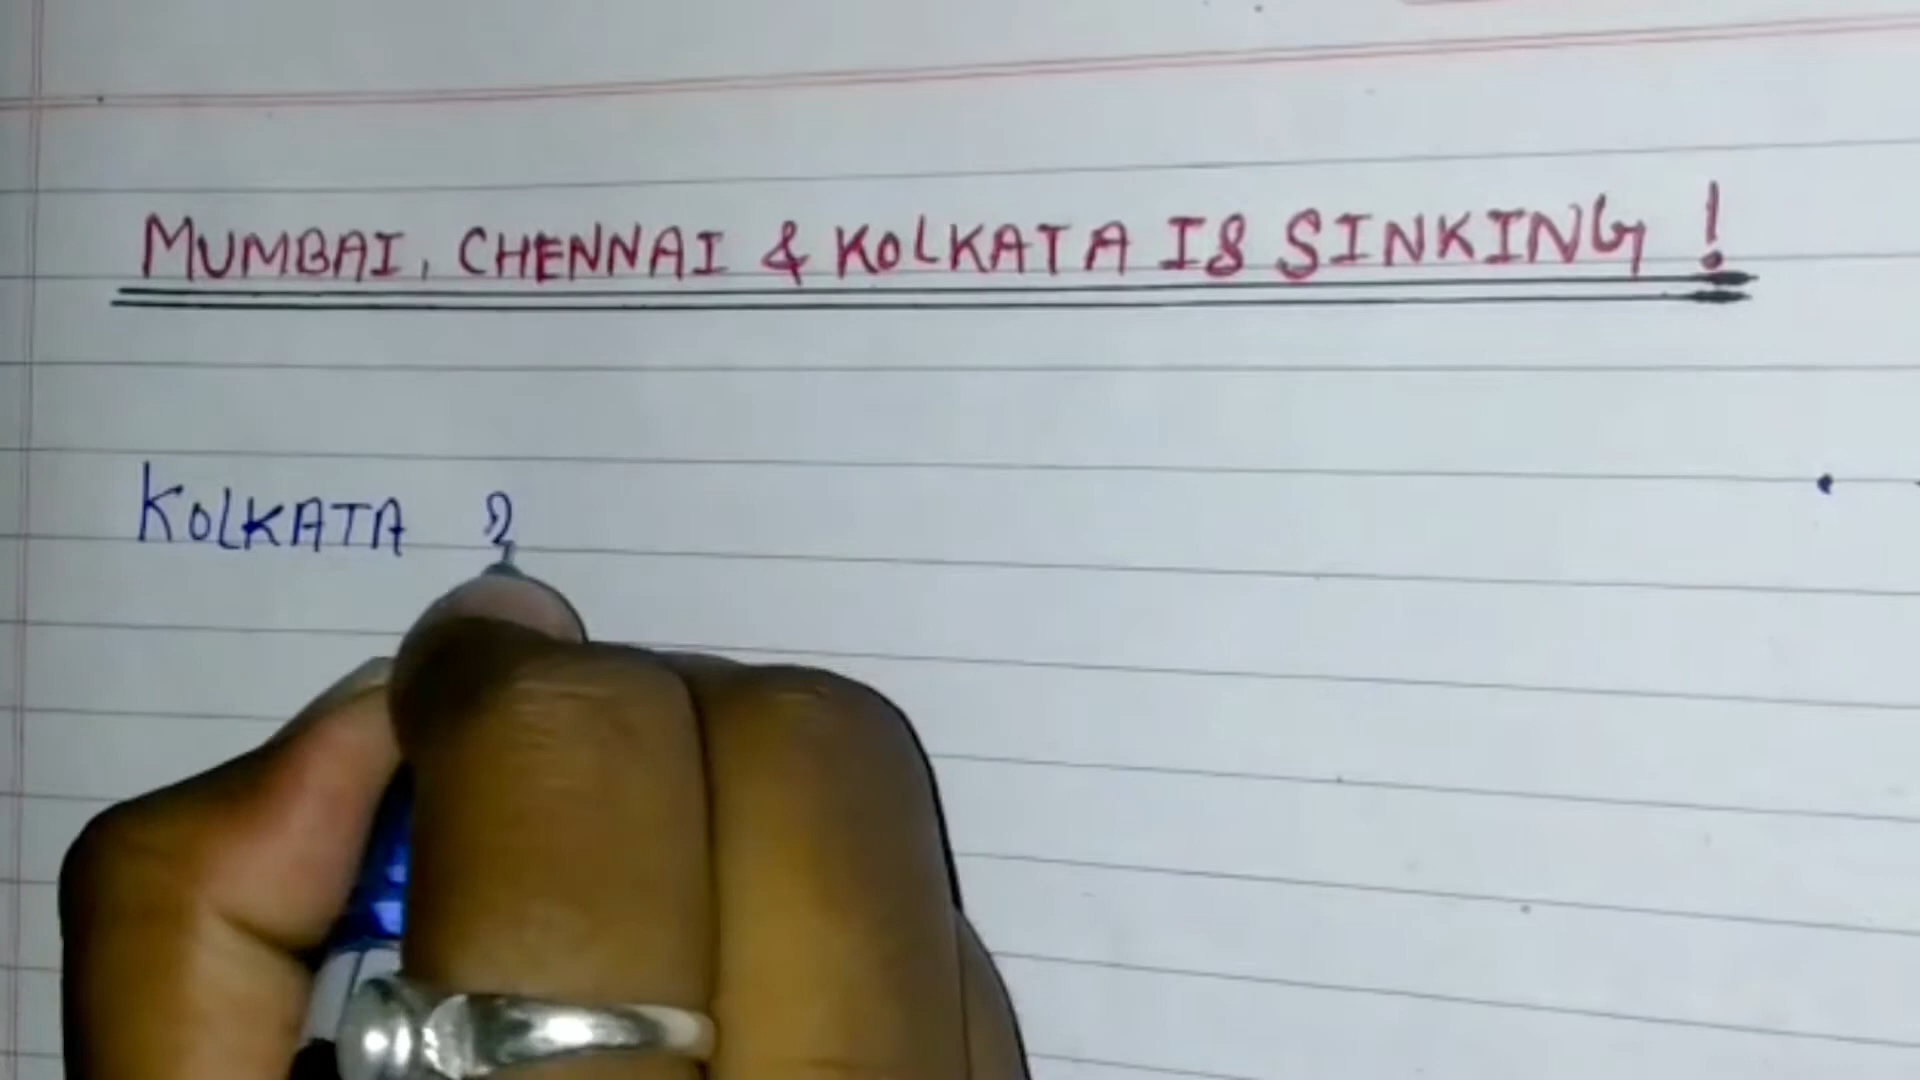 MUMBAI, CHENNAI & KOLKATA IS SINKING !
KOLKATA